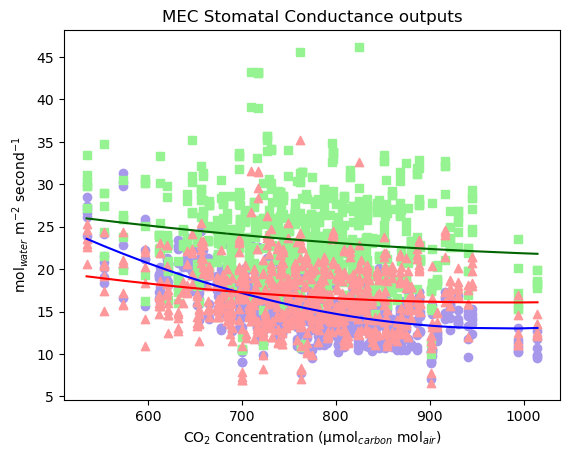 MEC Stomatal Conductance outputs
mol$_{water}$ m$^{-2}$ second$^{-1}$
45
40
35
30
25
20
15
10
5
600 700 800 900 1000
CO$_2$ Concentration (μmol$_{carbon}$ mol$_{air}$)